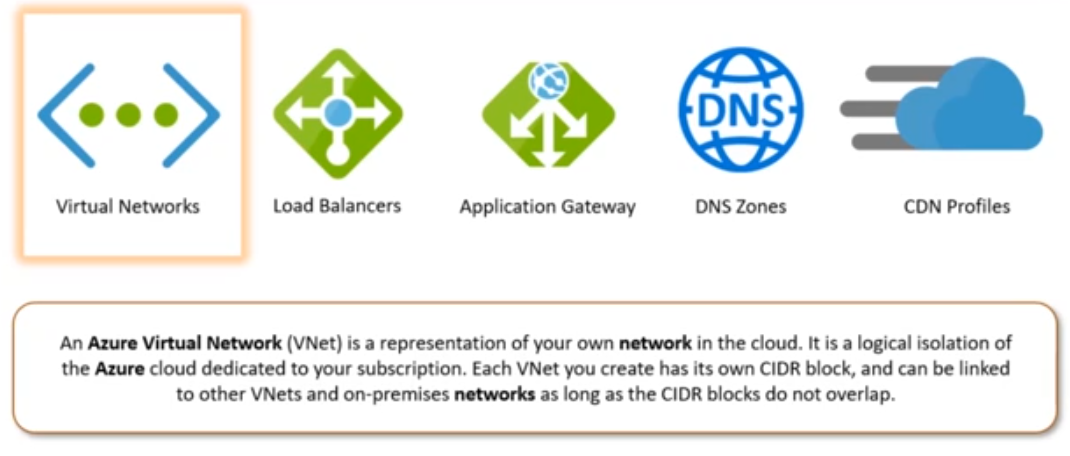 DNS
Virtual Networks
Load Balancers
Application Gateway
DNS Zones
CDN Profiles
An Azure Virtual Network (VNet) is a representation of your own network in the cloud. It is a logical isolation of
the Azure cloud dedicated to your subscription. Each VNet you create has its own CIDR block, and can be linked
to other VNets and on-premises networks as long as the CIDR blocks do not overlap.